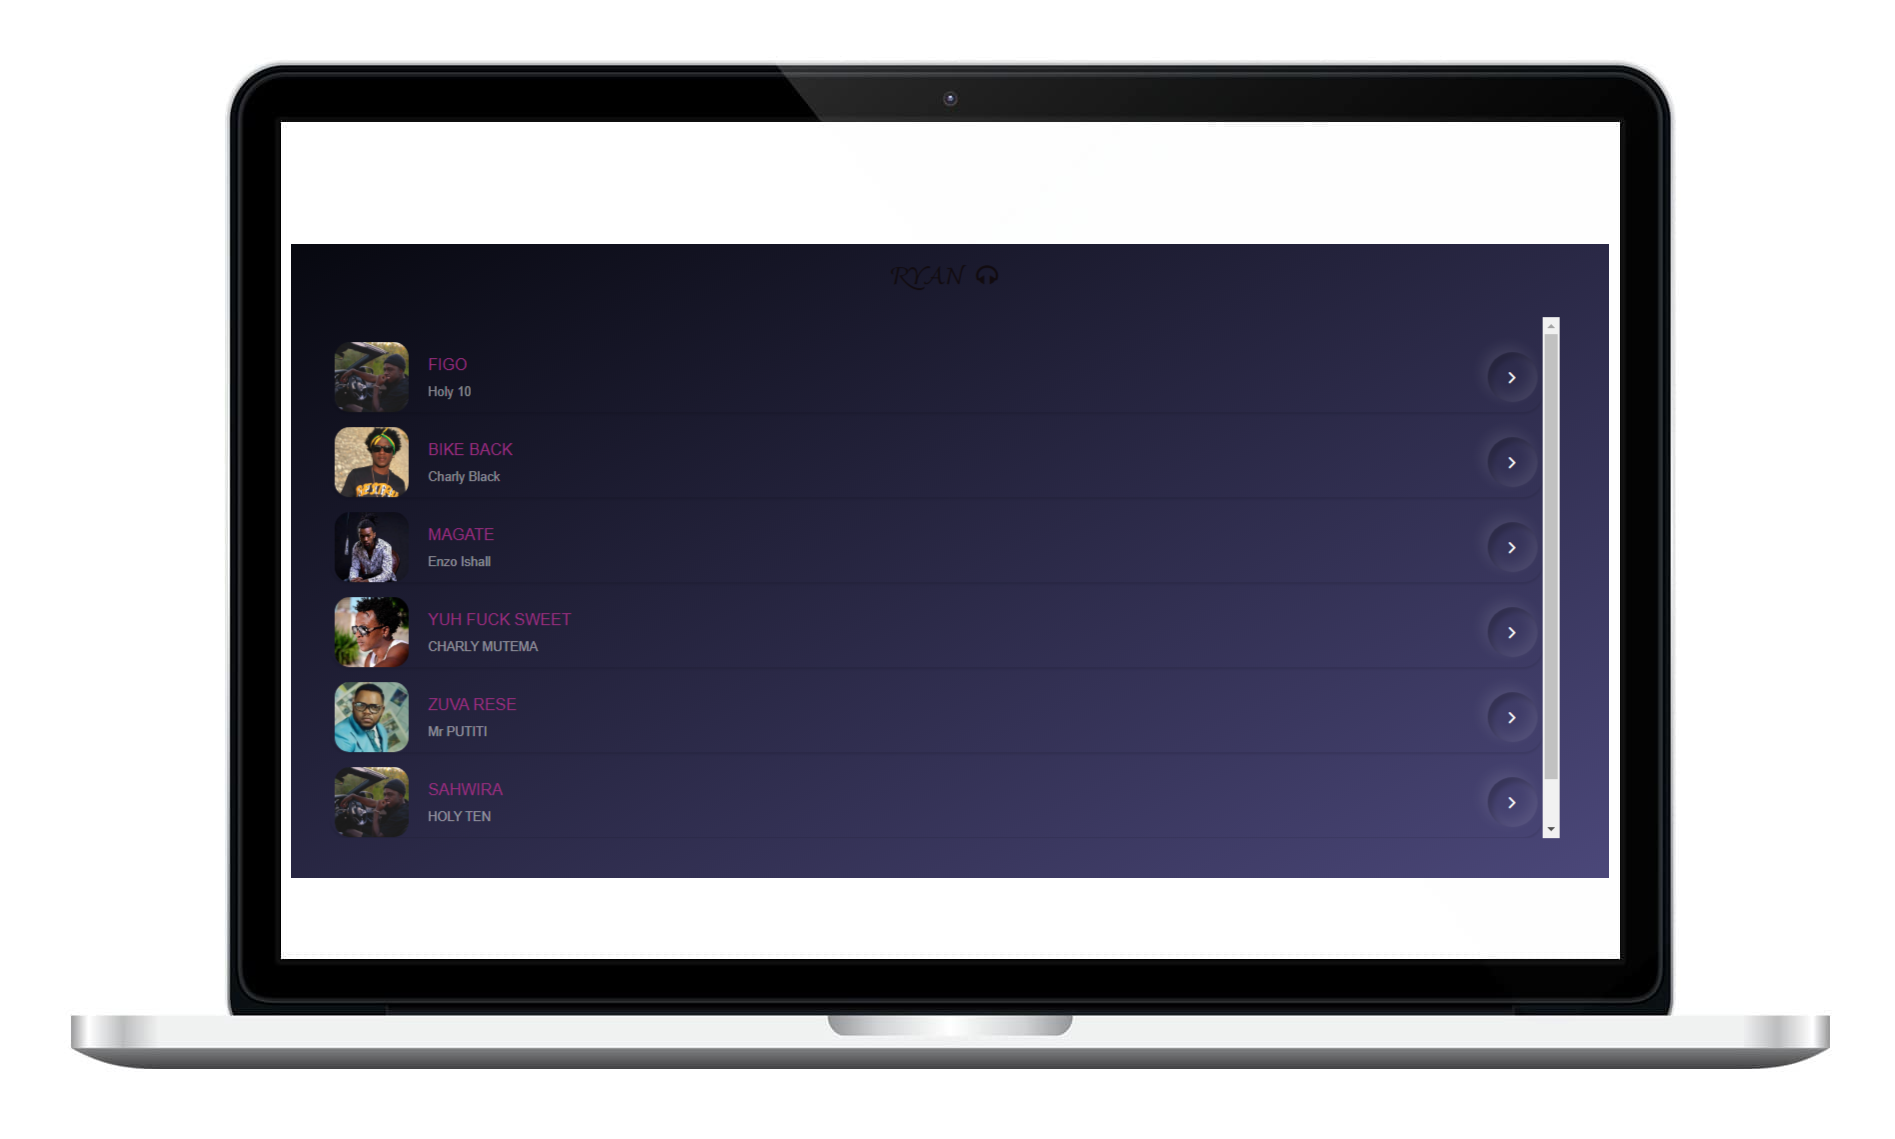 RYAN
FIGO
Holy 10
BIKE BACK
Charly Black
MAGATE
Enzo Ishall
YUH FUCK SWEET
CHARLY MUTEMA
ZUVA RESE
Mr PUTITI
SAHWIRA
HOLY TEN